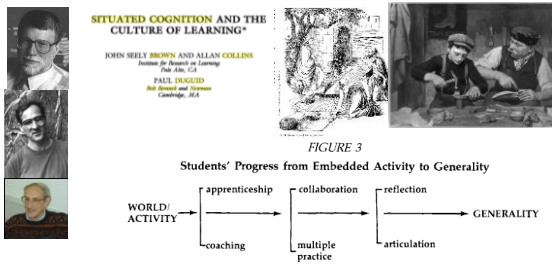 SITUATED COGNITION AND THE
CULTURE OF LEARNING*
JOHN SEELY BROWN AND ALLAN COLLINS
Institute for Research on Learning
Palo Alto, CA
PAUL DUGUID
Bolt Beranek and Newman
Cambridge, MA
FIGURE 3
Students' Progress from Embedded Activity to Generality
apprenticeship
collaboration
reflection
WORLD/
ACTIVITY
GENERALITY
coaching
multiple
practice
articulation